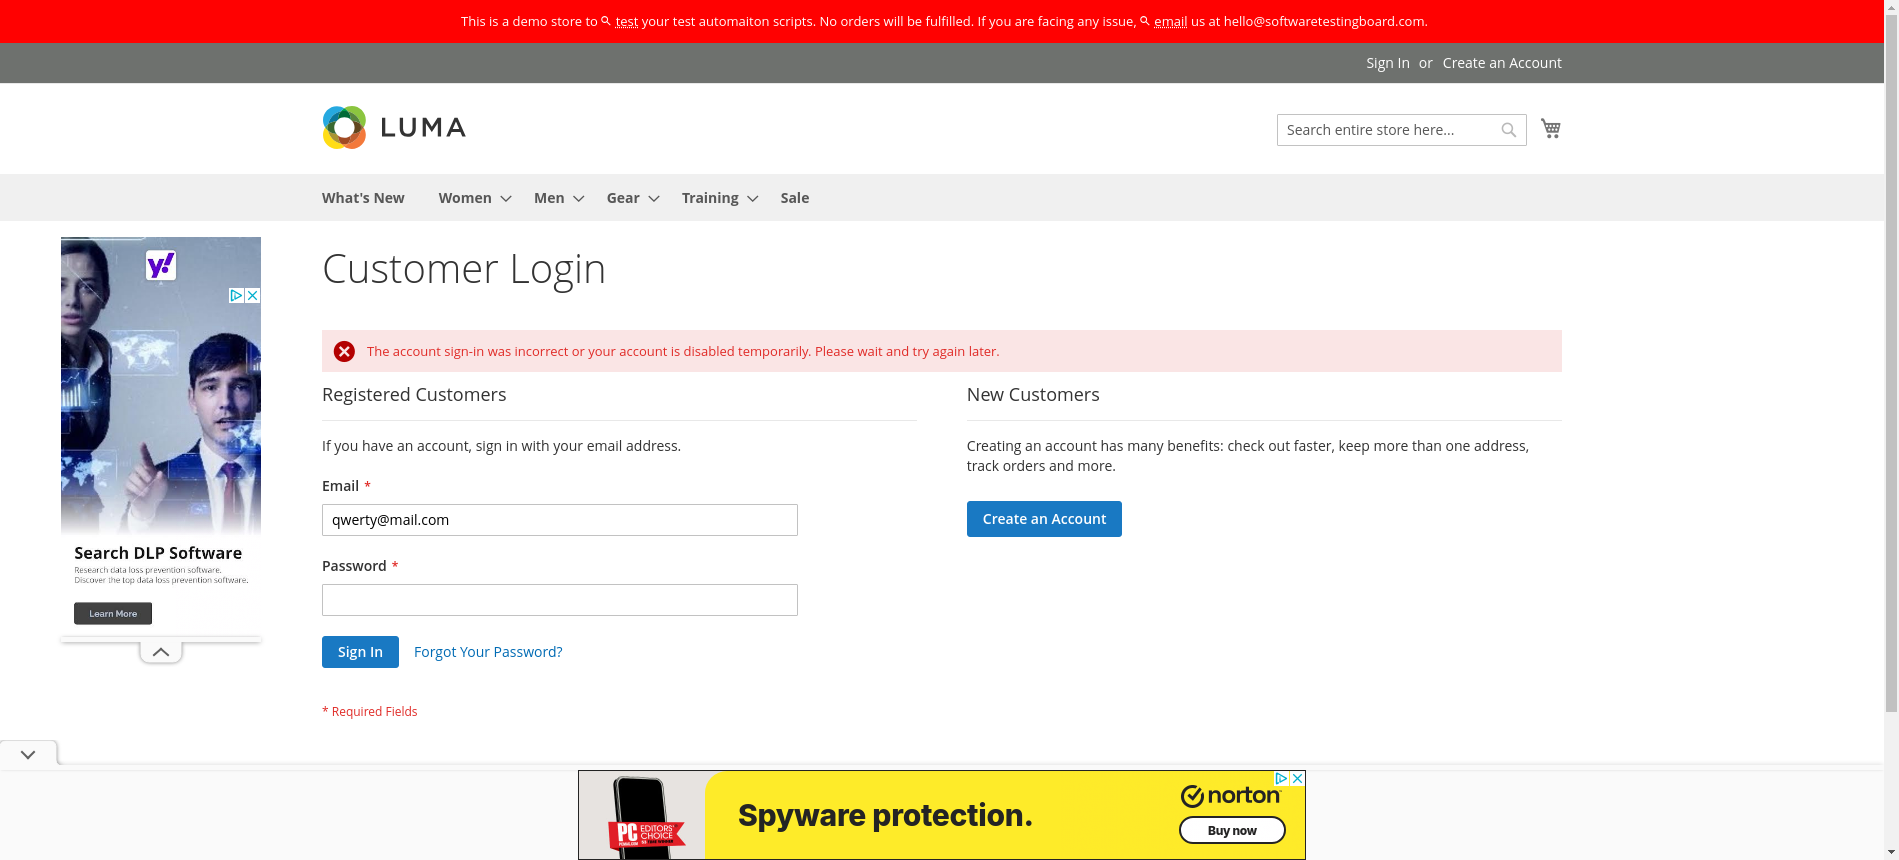 This is a demo store to test your test automaiton scripts. No orders will be fulfilled. If you are facing any issue, email us at hello@softwaretestingboard.com.
Sign In or Create an Account
LUMA
Search entire store here...
What's New Women Men Gear Training Sale
y!
Customer Login
The account sign-in was incorrect or your account is disabled temporarily. Please wait and try again later.
Registered Customers
If you have an account, sign in with your email address.
Email *
qwerty@mail.com
Password *
Sign In Forgot Your Password?
* Required Fields
New Customers
Creating an account has many benefits: check out faster, keep more than one address,
track orders and more.
Create an Account
Search DLP Software
Research data loss prevention software.
Discover the top data loss prevention software.
Learn More
PC
EDITORS'
CHOICE
Spyware protection.
norton
Buy now